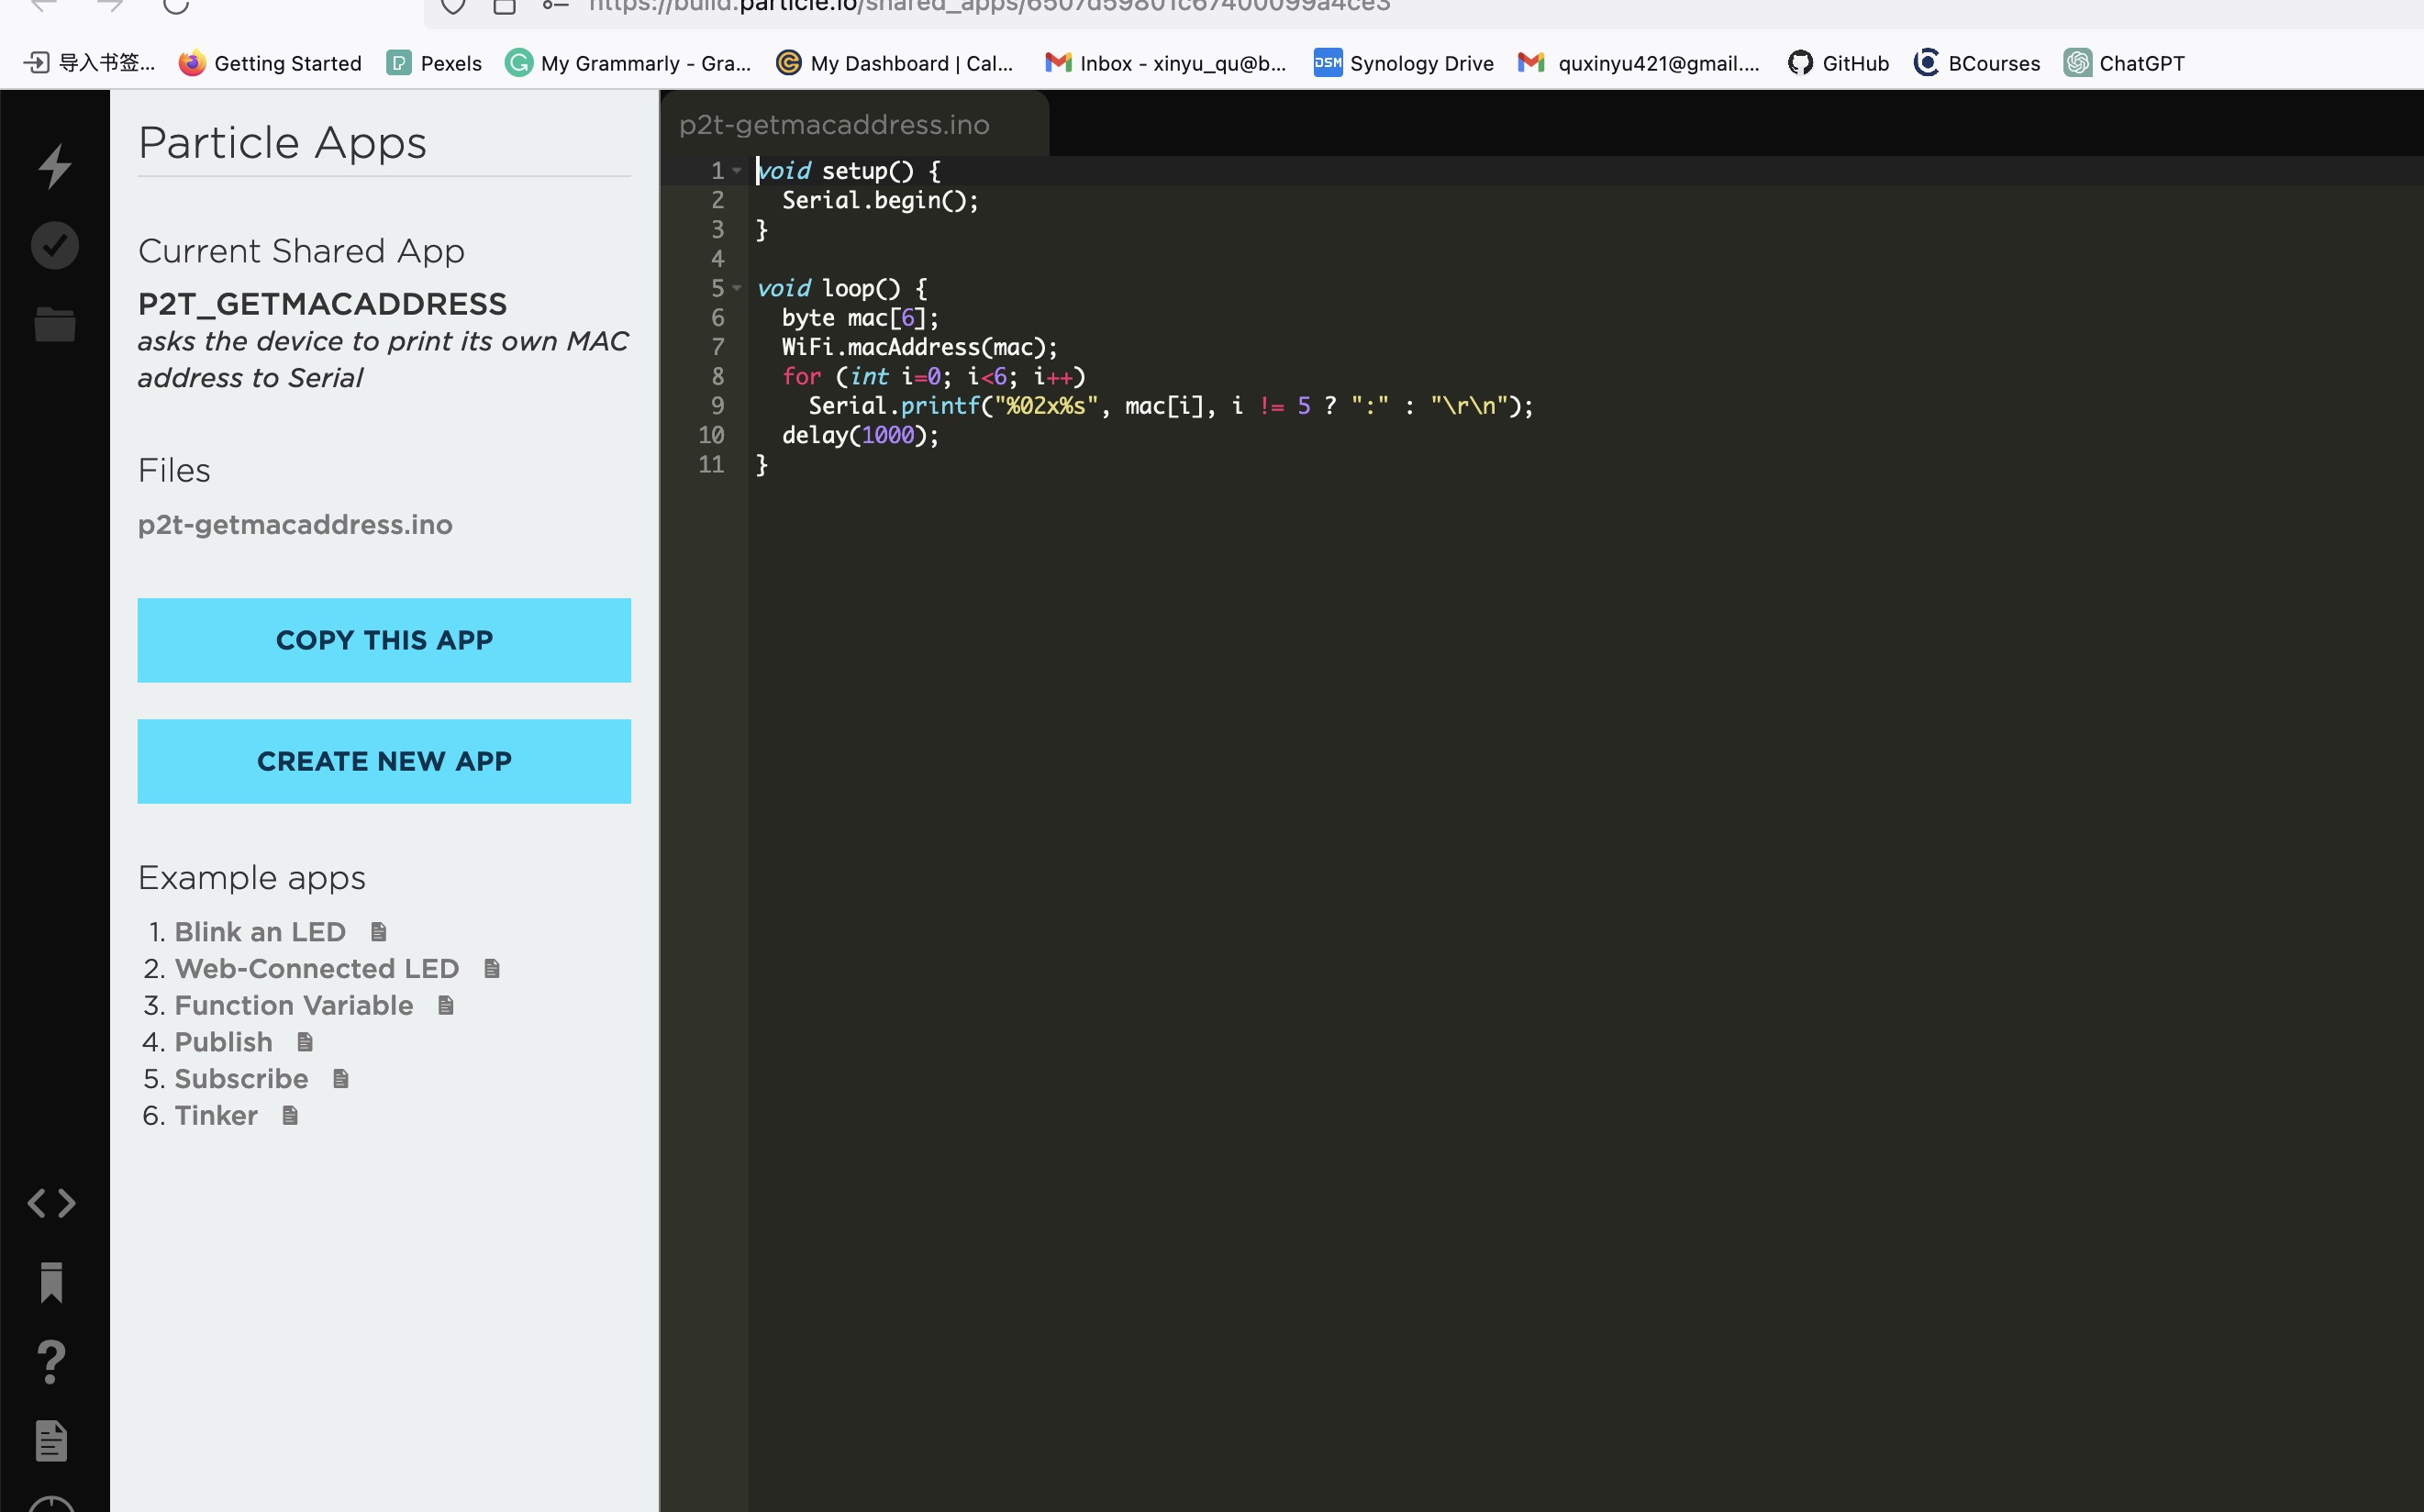 https://build.particle.io/shared_apps/6507d59801c67400099a4ce3
导入书签... Getting Started Pexels My Grammarly - Gra... My Dashboard | Cal... Inbox - xinyu_qu@b... DSM Synology Drive quxinyu421@gmail.... GitHub BCourses ChatGPT
Particle Apps
Current Shared App
P2T_GETMACADDRESS
asks the device to print its own MAC
address to Serial
Files
p2t-getmacaddress.ino
COPY THIS APP
CREATE NEW APP
Example apps
1. Blink an LED
2. Web-Connected LED
3. Function Variable
4. Publish
5. Subscribe
6. Tinker
p2t-getmacaddress.ino
1 void setup() {
2   Serial.begin();
3 }
4
5 void loop() {
6   byte mac[6];
7   WiFi.macAddress(mac);
8   for (int i=0; i<6; i++)
9     Serial.printf("%02x%s", mac[i], i != 5 ? ":" : "\r\n");
10   delay(1000);
11 }